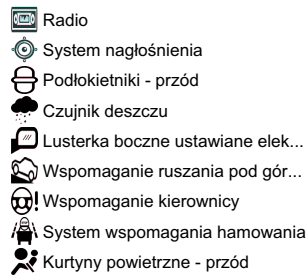 Radio
System nagłośnienia
Podłokietniki - przód
Czujnik deszczu
Lusterka boczne ustawiane elek...
Wspomaganie ruszania pod gór...
Wspomaganie kierownicy
System wspomagania hamowania
Kurtyny powietrzne - przód